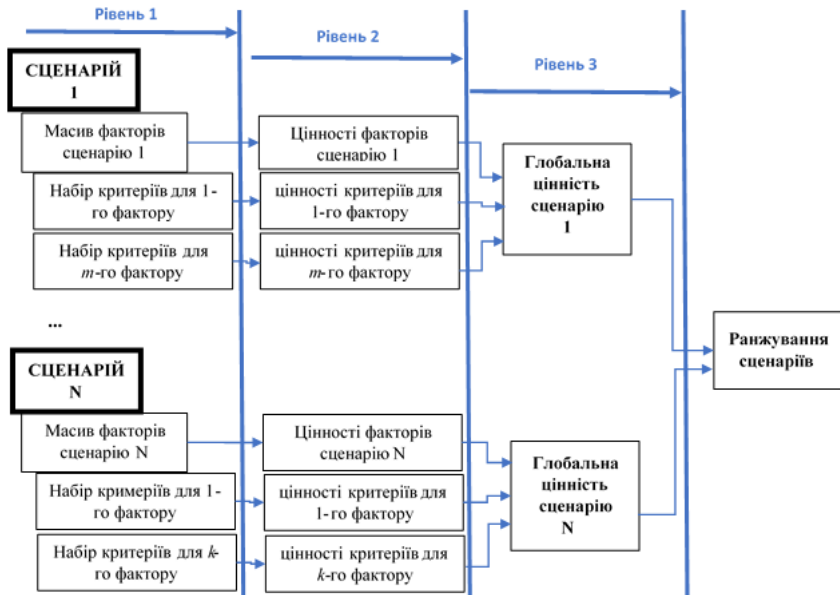 Рівень 1
Рівень 2
Рівень 3
СЦЕНАРІЙ
1
Масив факторів
сценарію 1
Цінності факторів
сценарію 1
Набір критеріїв для 1-
го фактору
цінності критеріїв для
1-го фактору
Набір критеріїв для
m-го фактору
цінності критеріїв для
m- го фактору
Глобальна
цінність
сценарію
1
...
Ранжування
сценаріїв
СЦЕНАРІЙ
N
Масив факторів
сценарію N
Цінності факторів
сценарію N
Набір кримеріїв для 1-
го фактору
цінності критеріїв для
1-го фактору
Набір критеріїв для k-
го фактору
цінності критеріїв для
k-го фактору
Глобальна
цінність
сценарію
N